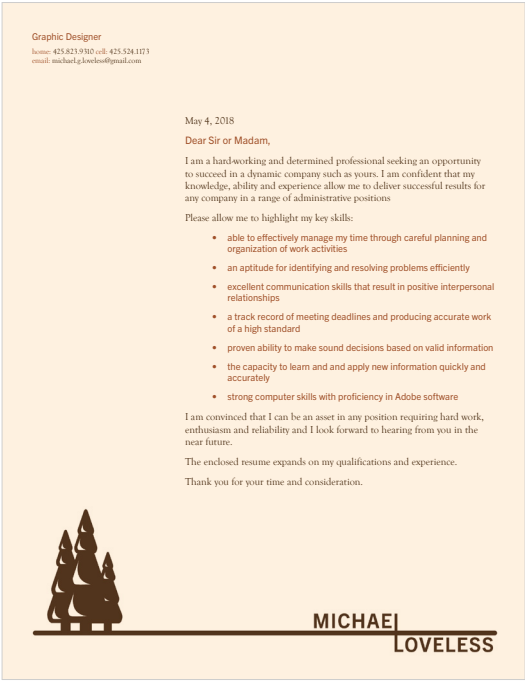 Graphic Designer
home: 425.823.9310 cell: 425.524.1173
email: michael.g.loveless@gmail.com
May 4, 2018
Dear Sir or Madam,
I am a hard-working and determined professional seeking an opportunity
to succeed in a dynamic company such as yours. I am confident that my
knowledge, ability and experience allow me to deliver successful results for
any company in a range of administrative positions
Please allow me to highlight my key skills:
• able to effectively manage my time through careful planning and
organization of work activities
• an aptitude for identifying and resolving problems efficiently
• excellent communication skills that result in positive interpersonal
relationships
• a track record of meeting deadlines and producing accurate work
of a high standard
• proven ability to make sound decisions based on valid information
• the capacity to learn and and apply new information quickly and
accurately
• strong computer skills with proficiency in Adobe software
I am convinced that I can be an asset in any position requiring hard work,
enthusiasm and reliability and I look forward to hearing from you in the
near future.
The enclosed resume expands on my qualifications and experience.
Thank you for your time and consideration.
MICHAEL
LOVELESS